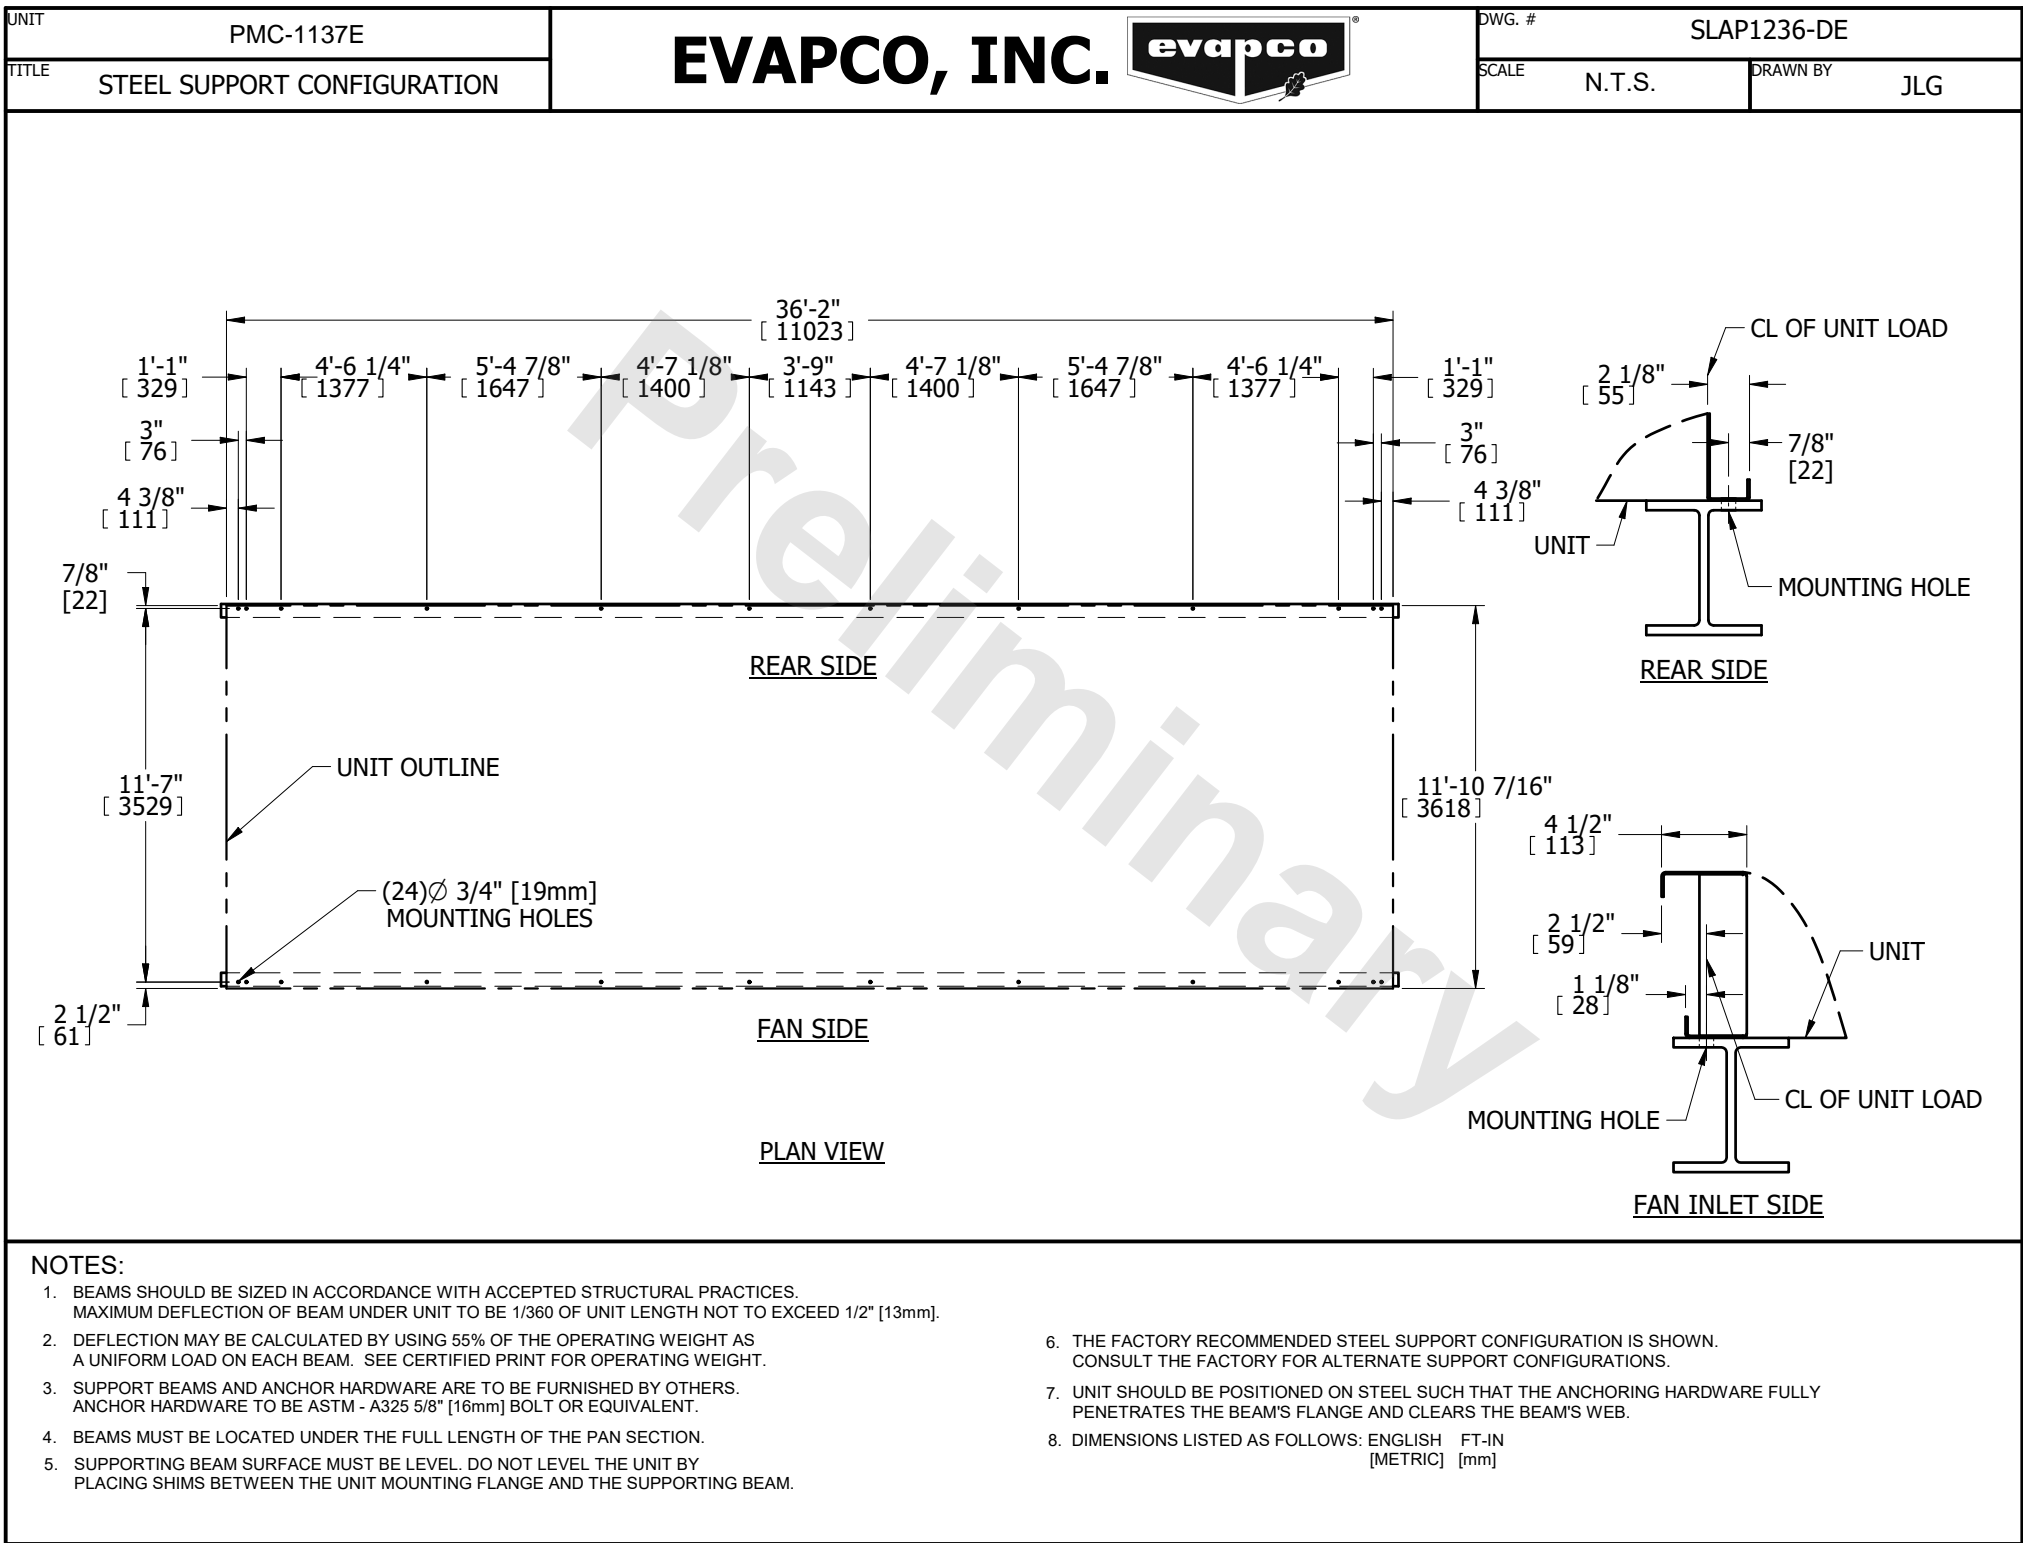 UNIT
PMC-1137E
TITLE
STEEL SUPPORT CONFIGURATION
EVAPCO, INC.
evapco
®
DWG. #
SLAP1236-DE
SCALE
N.T.S.
DRAWN BY
JLG
36'-2"
[ 11023 ]
1'-1"
[ 329 ]
4'-6 1/4"
[ 1377 ]
5'-4 7/8"
[ 1647 ]
4'-7 1/8"
[ 1400 ]
3'-9"
[ 1143 ]
4'-7 1/8"
[ 1400 ]
5'-4 7/8"
[ 1647 ]
4'-6 1/4"
[ 1377 ]
1'-1"
[ 329 ]
3"
[ 76 ]
3"
[ 76 ]
4 3/8"
[ 111 ]
4 3/8"
[ 111 ]
7/8"
[22]
REAR SIDE
UNIT OUTLINE
11'-7"
[ 3529 ]
11'-10 7/16"
[ 3618 ]
(24)Ø 3/4" [19mm]
MOUNTING HOLES
2 1/2"
[ 61 ]
FAN SIDE
PLAN VIEW
Preliminary
CL OF UNIT LOAD
2 1/8"
[ 55 ]
7/8"
[22]
UNIT
MOUNTING HOLE
REAR SIDE
4 1/2"
[ 113 ]
2 1/2"
[ 59 ]
UNIT
1 1/8"
[ 28 ]
CL OF UNIT LOAD
MOUNTING HOLE
FAN INLET SIDE
NOTES:
1. BEAMS SHOULD BE SIZED IN ACCORDANCE WITH ACCEPTED STRUCTURAL PRACTICES.
MAXIMUM DEFLECTION OF BEAM UNDER UNIT TO BE 1/360 OF UNIT LENGTH NOT TO EXCEED 1/2" [13mm].
2. DEFLECTION MAY BE CALCULATED BY USING 55% OF THE OPERATING WEIGHT AS
A UNIFORM LOAD ON EACH BEAM. SEE CERTIFIED PRINT FOR OPERATING WEIGHT.
3. SUPPORT BEAMS AND ANCHOR HARDWARE ARE TO BE FURNISHED BY OTHERS.
ANCHOR HARDWARE TO BE ASTM - A325 5/8" [16mm] BOLT OR EQUIVALENT.
4. BEAMS MUST BE LOCATED UNDER THE FULL LENGTH OF THE PAN SECTION.
5. SUPPORTING BEAM SURFACE MUST BE LEVEL. DO NOT LEVEL THE UNIT BY
PLACING SHIMS BETWEEN THE UNIT MOUNTING FLANGE AND THE SUPPORTING BEAM.
6. THE FACTORY RECOMMENDED STEEL SUPPORT CONFIGURATION IS SHOWN.
CONSULT THE FACTORY FOR ALTERNATE SUPPORT CONFIGURATIONS.
7. UNIT SHOULD BE POSITIONED ON STEEL SUCH THAT THE ANCHORING HARDWARE FULLY
PENETRATES THE BEAM'S FLANGE AND CLEARS THE BEAM'S WEB.
8. DIMENSIONS LISTED AS FOLLOWS: ENGLISH FT-IN
[METRIC] [mm]